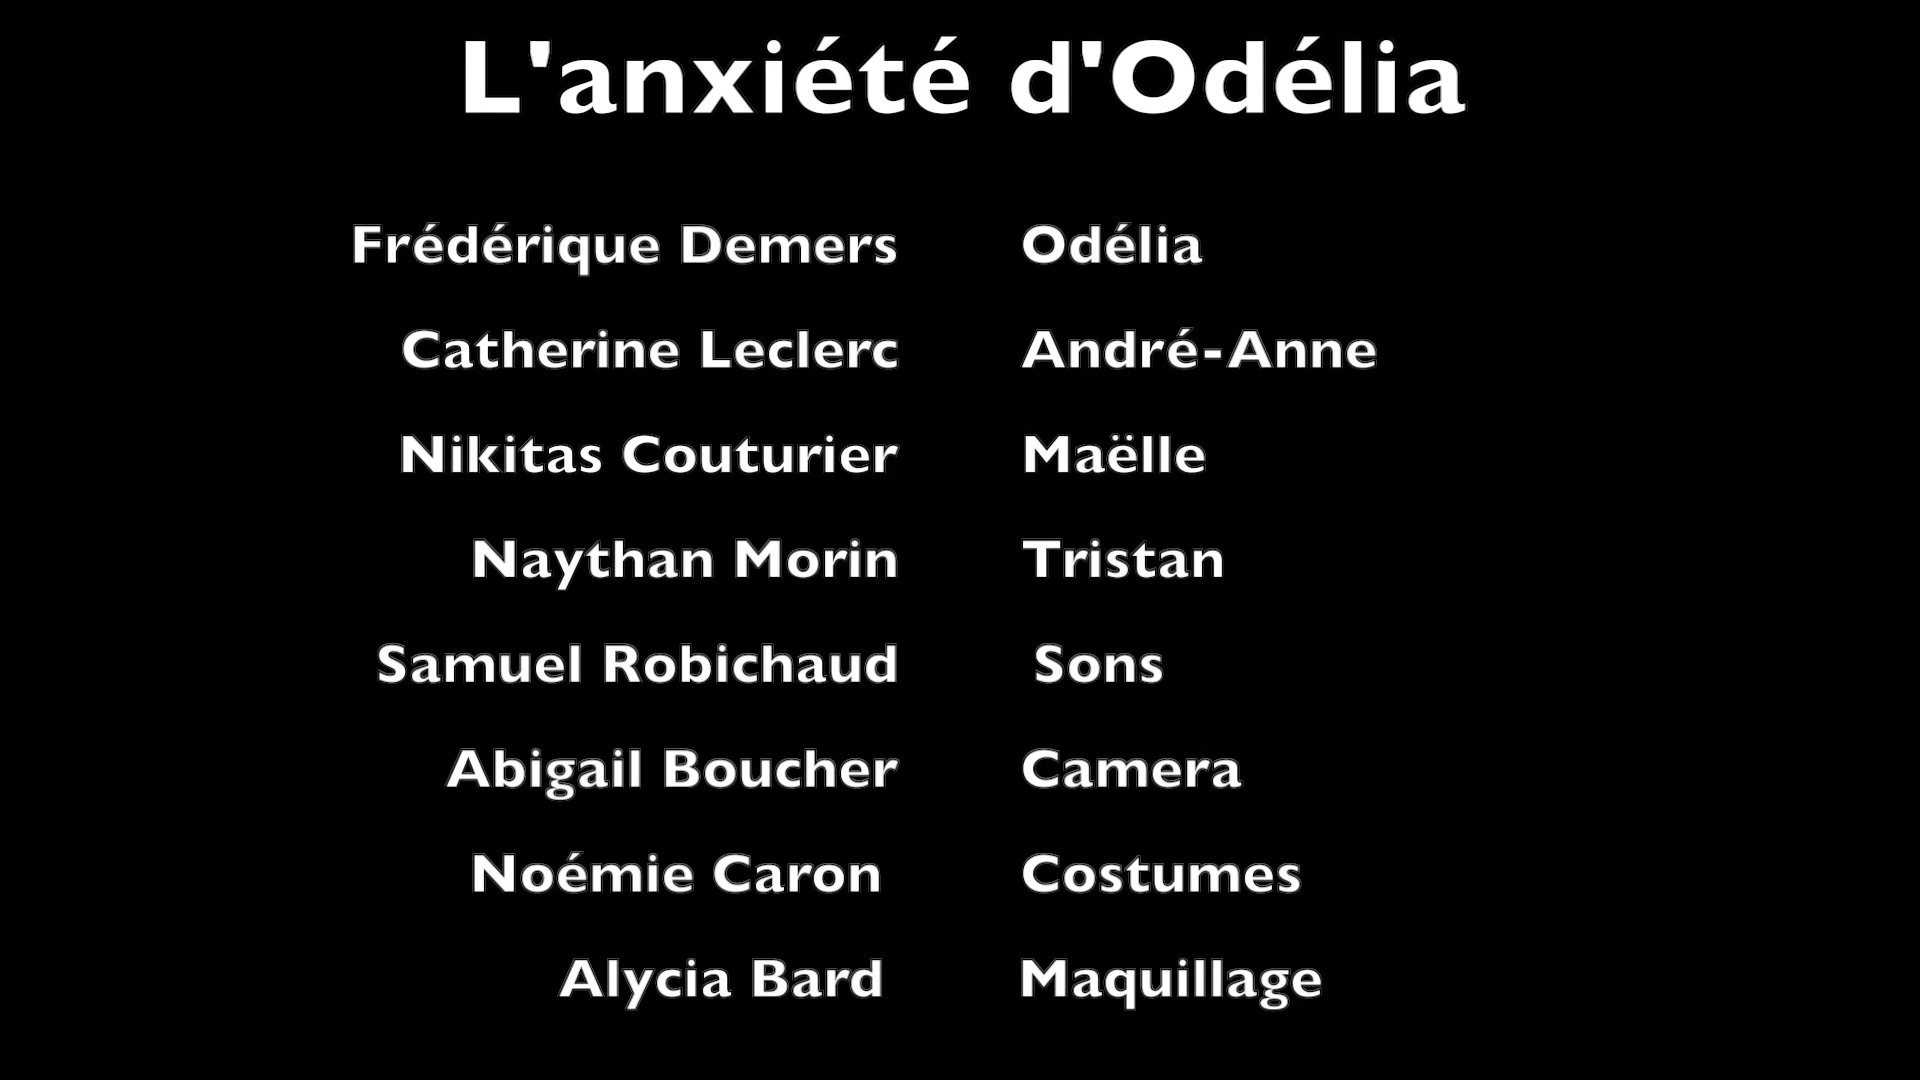 L'anxiété d'Odélia
Frédérique Demers Odélia
Catherine Leclerc André-Anne
Nikitas Couturier Maëlle
Naythan Morin Tristan
Samuel Robichaud Sons
Abigail Boucher Camera
Noémie Caron Costumes
Alycia Bard Maquillage